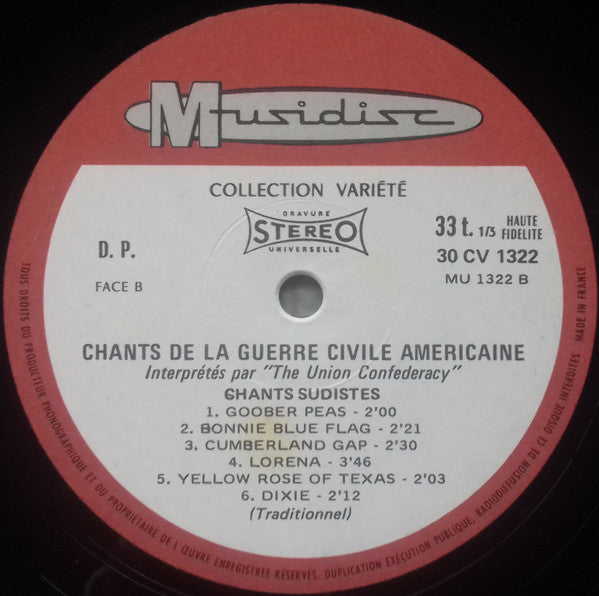 Musidisc
COLLECTION VARIÉTÉ
GRAVURE
STEREO
UNIVERSELLE
33 t. 1/3 HAUTE FIDELITE
D. P.
30 CV 1322
FACE B
MU 1322 B
CHANTS DE LA GUERRE CIVILE AMERICAINE
Interprétés par "The Union Confederacy"
CHANTS SUDISTES
1. GOOBER PEAS - 2'00
2. BONNIE BLUE FLAG - 2'21
3. CUMBERLAND GAP - 2'30
4. LORENA - 3'46
5. YELLOW ROSE OF TEXAS - 2'03
6. DIXIE - 2'12
(Traditionnel)
TOUS DROITS DU PRODUCTEUR PHONOGRAPHIQUE ET DU PROPRIETAIRE DE L'ŒUVRE ENREGISTREE RESERVES. DUPLICATION EXECUTION PUBLIQUE, RADIODIFFUSION DE CE DISQUE INTERDITES MADE IN FRANCE